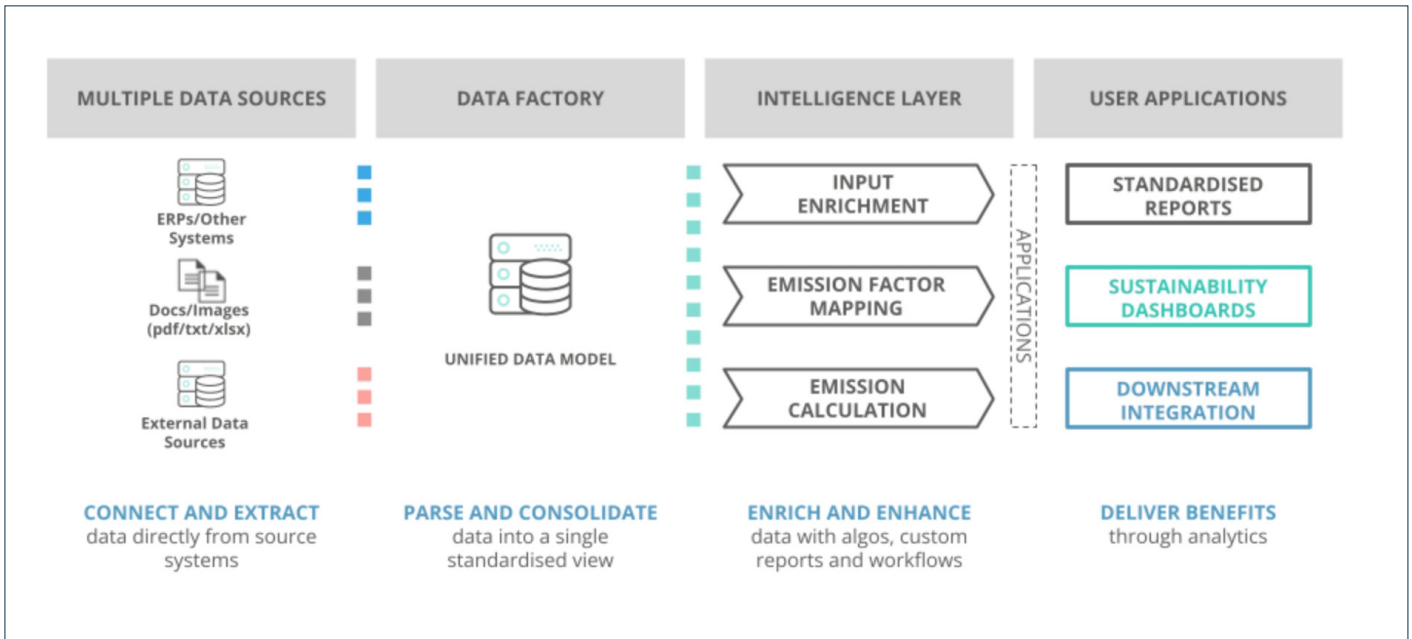 MULTIPLE DATA SOURCES
DATA FACTORY
INTELLIGENCE LAYER
USER APPLICATIONS
ERPs/Other
Systems
Docs/Images
(pdf/txt/xlsx)
External Data
Sources
UNIFIED DATA MODEL
INPUT
ENRICHMENT
EMISSION FACTOR
MAPPING
EMISSION
CALCULATION
APPLICATIONS
STANDARDISED
REPORTS
SUSTAINABILITY
DASHBOARDS
DOWNSTREAM
INTEGRATION
CONNECT AND EXTRACT
data directly from source
systems
PARSE AND CONSOLIDATE
data into a single
standardised view
ENRICH AND ENHANCE
data with algos, custom
reports and workflows
DELIVER BENEFITS
through analytics